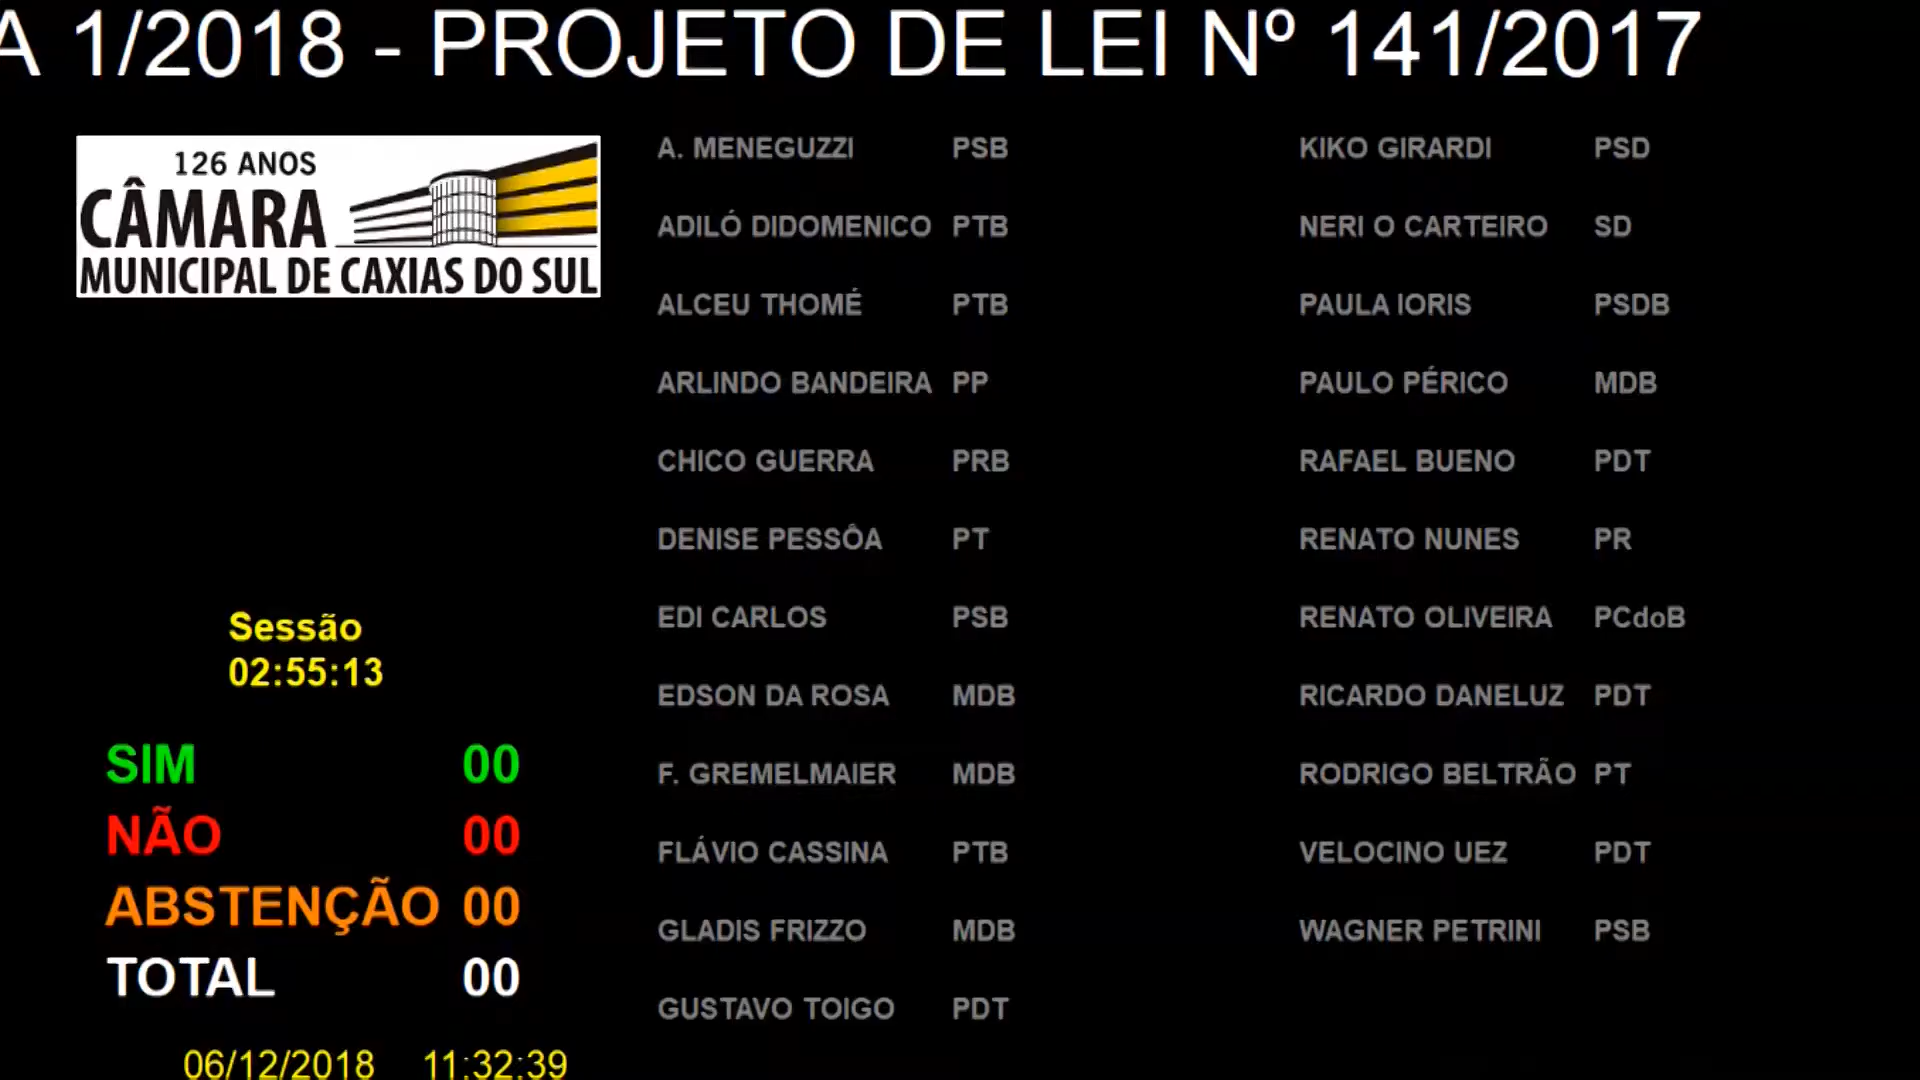 A 1/2018 - PROJETO DE LEI Nº 141/2017
126 ANOS
CÂMARA
MUNICIPAL DE CAXIAS DO SUL
Sessão
02:55:13
SIM 00
NÃO 00
ABSTENÇÃO 00
TOTAL 00
06/12/2018 11:32:39
A. MENEGUZZI PSB
ADILÓ DIDOMENICO PTB
ALCEU THOMÉ PTB
ARLINDO BANDEIRA PP
CHICO GUERRA PRB
DENISE PESSÔA PT
EDI CARLOS PSB
EDSON DA ROSA MDB
F. GREMELMAIER MDB
FLÁVIO CASSINA PTB
GLADIS FRIZZO MDB
GUSTAVO TOIGO PDT
KIKO GIRARDI PSD
NERI O CARTEIRO SD
PAULA IORIS PSDB
PAULO PÉRICO MDB
RAFAEL BUENO PDT
RENATO NUNES PR
RENATO OLIVEIRA PCdoB
RICARDO DANELUZ PDT
RODRIGO BELTRÃO PT
VELOCINO UEZ PDT
WAGNER PETRINI PSB